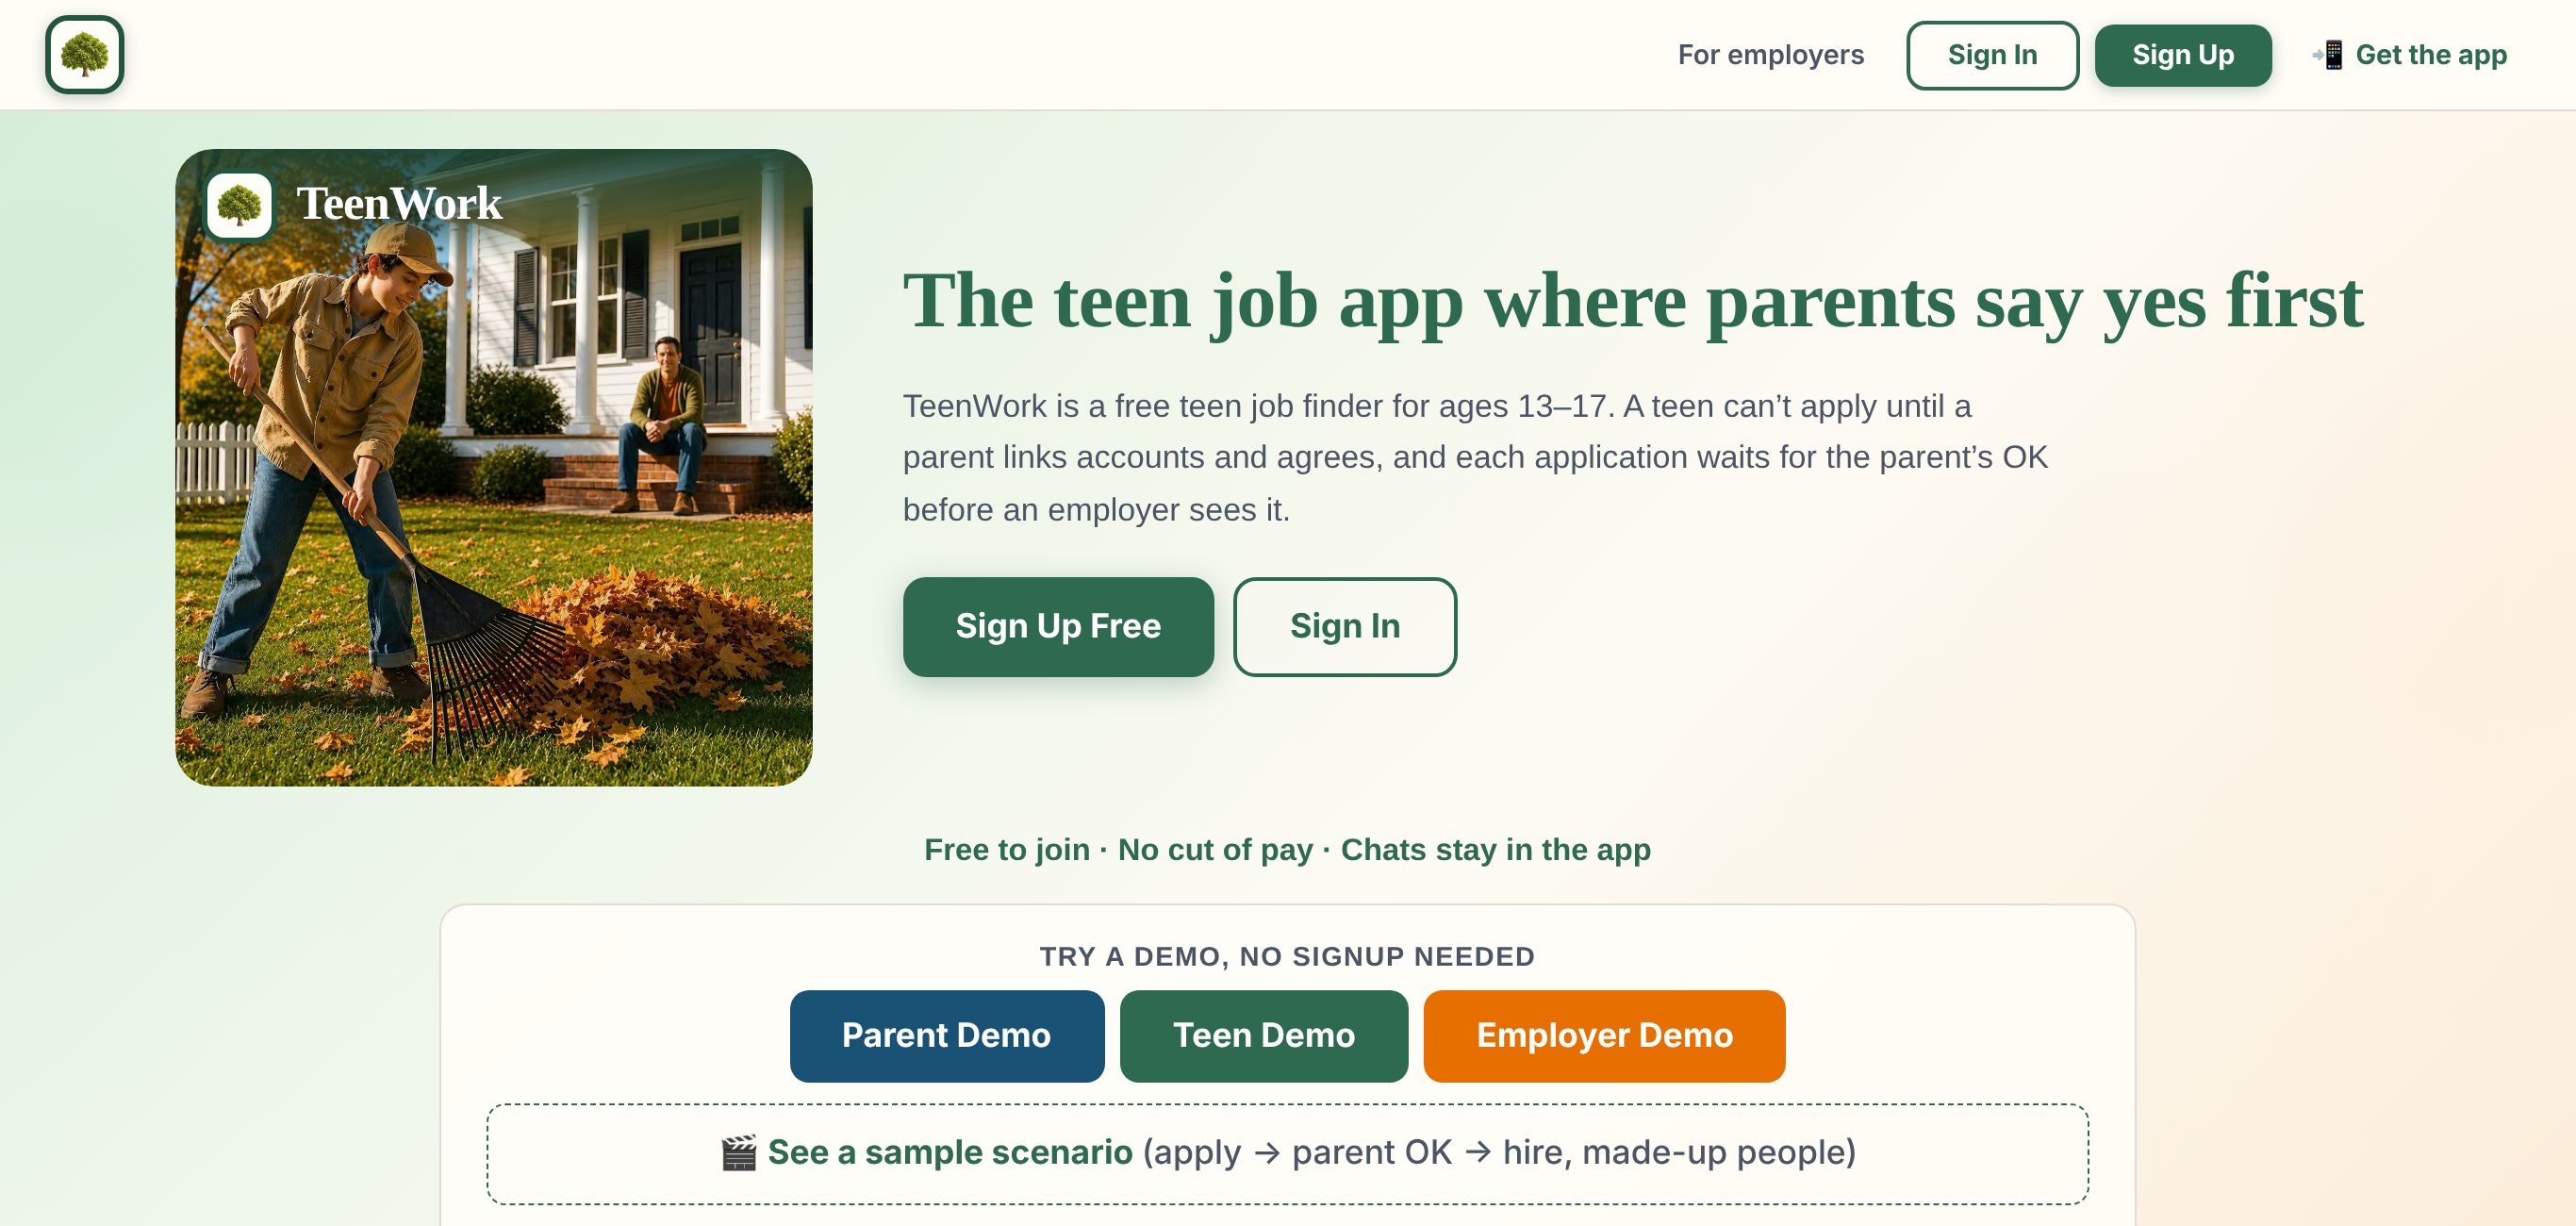 For employers
Sign In
Sign Up
Get the app
TeenWork
The teen job app where parents say yes first
TeenWork is a free teen job finder for ages 13–17. A teen can’t apply until a
parent links accounts and agrees, and each application waits for the parent’s OK
before an employer sees it.
Sign Up Free
Sign In
Free to join · No cut of pay · Chats stay in the app
TRY A DEMO, NO SIGNUP NEEDED
Parent Demo
Teen Demo
Employer Demo
See a sample scenario (apply → parent OK → hire, made-up people)